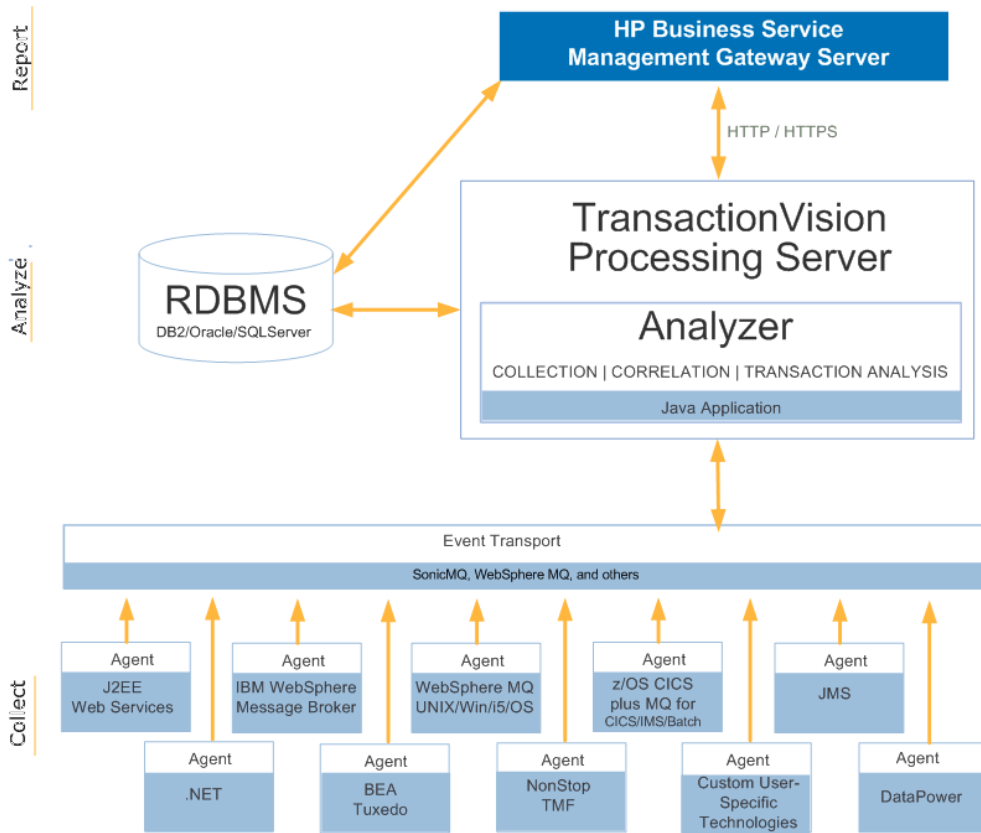 Report
HP Business Service
Management Gateway Server
HTTP / HTTPS
Analyze
TransactionVision
Processing Server
RDBMS
DB2/Oracle/SQLServer
Analyzer
COLLECTION | CORRELATION | TRANSACTION ANALYSIS
Java Application
Event Transport
SonicMQ, WebSphere MQ, and others
Collect
Agent
J2EE
Web Services
Agent
IBM WebSphere
Message Broker
Agent
WebSphere MQ
UNIX/Win/i5/OS
Agent
z/OS CICS
plus MQ for
CICS/IMS/Batch
Agent
JMS
Agent
.NET
Agent
BEA
Tuxedo
Agent
NonStop
TMF
Agent
Custom User-
Specific
Technologies
Agent
DataPower